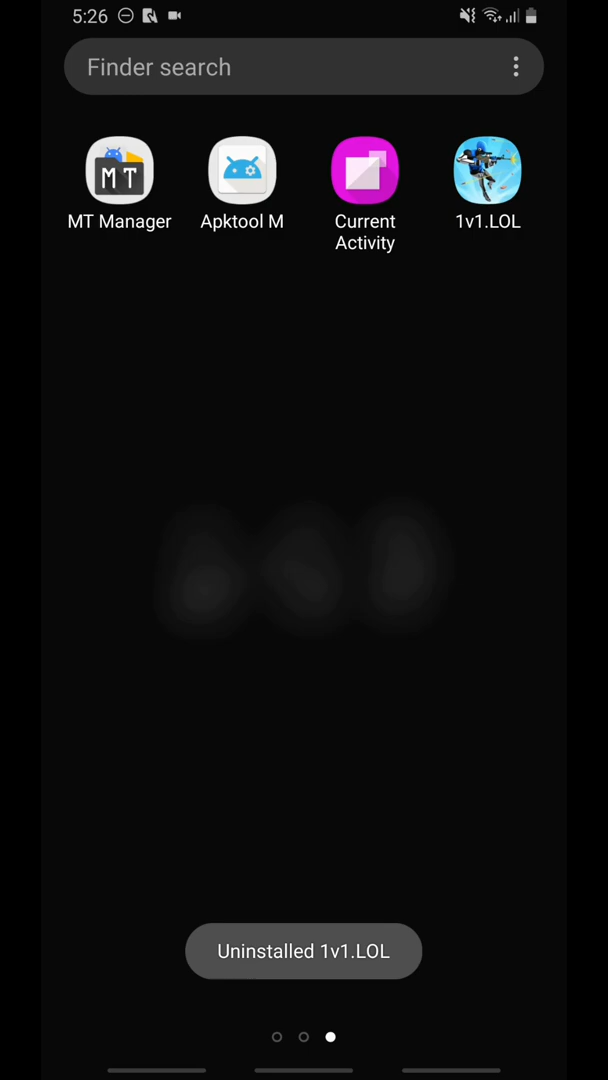 5:26
Finder search
MT
MT Manager
Apktool M
Current
Activity
1v1.LOL
Uninstalled 1v1.LOL